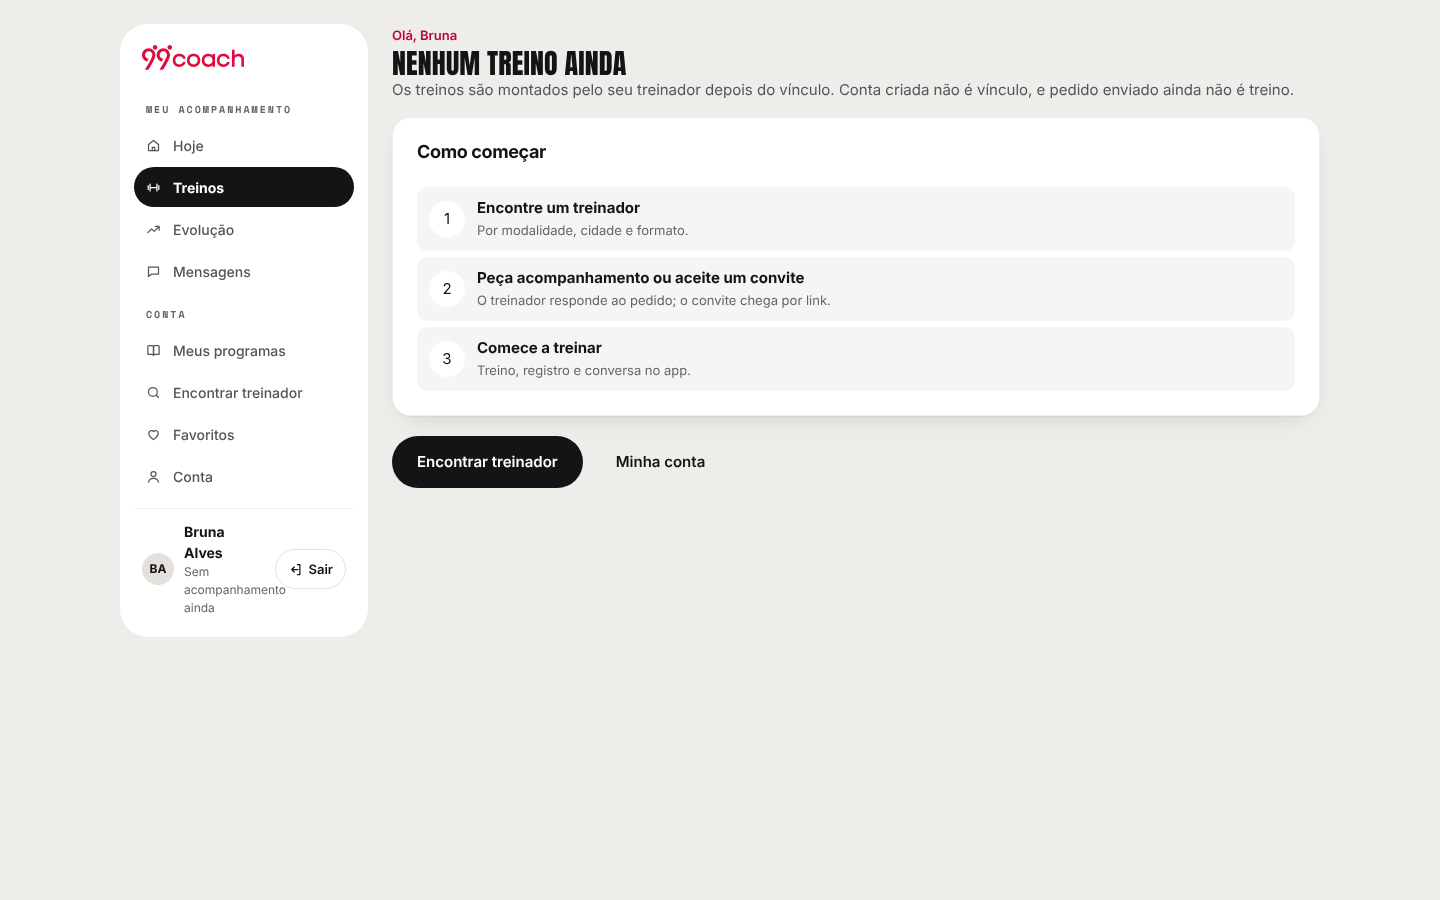 99coach
MEU ACOMPANHAMENTO
Hoje
Treinos
Evolução
Mensagens
CONTA
Meus programas
Encontrar treinador
Favoritos
Conta
BA
Bruna
Alves
Sem
acompanhamento
ainda
Sair
Olá, Bruna
NENHUM TREINO AINDA
Os treinos são montados pelo seu treinador depois do vínculo. Conta criada não é vínculo, e pedido enviado ainda não é treino.
Como começar
1
Encontre um treinador
Por modalidade, cidade e formato.
2
Peça acompanhamento ou aceite um convite
O treinador responde ao pedido; o convite chega por link.
3
Comece a treinar
Treino, registro e conversa no app.
Encontrar treinador
Minha conta